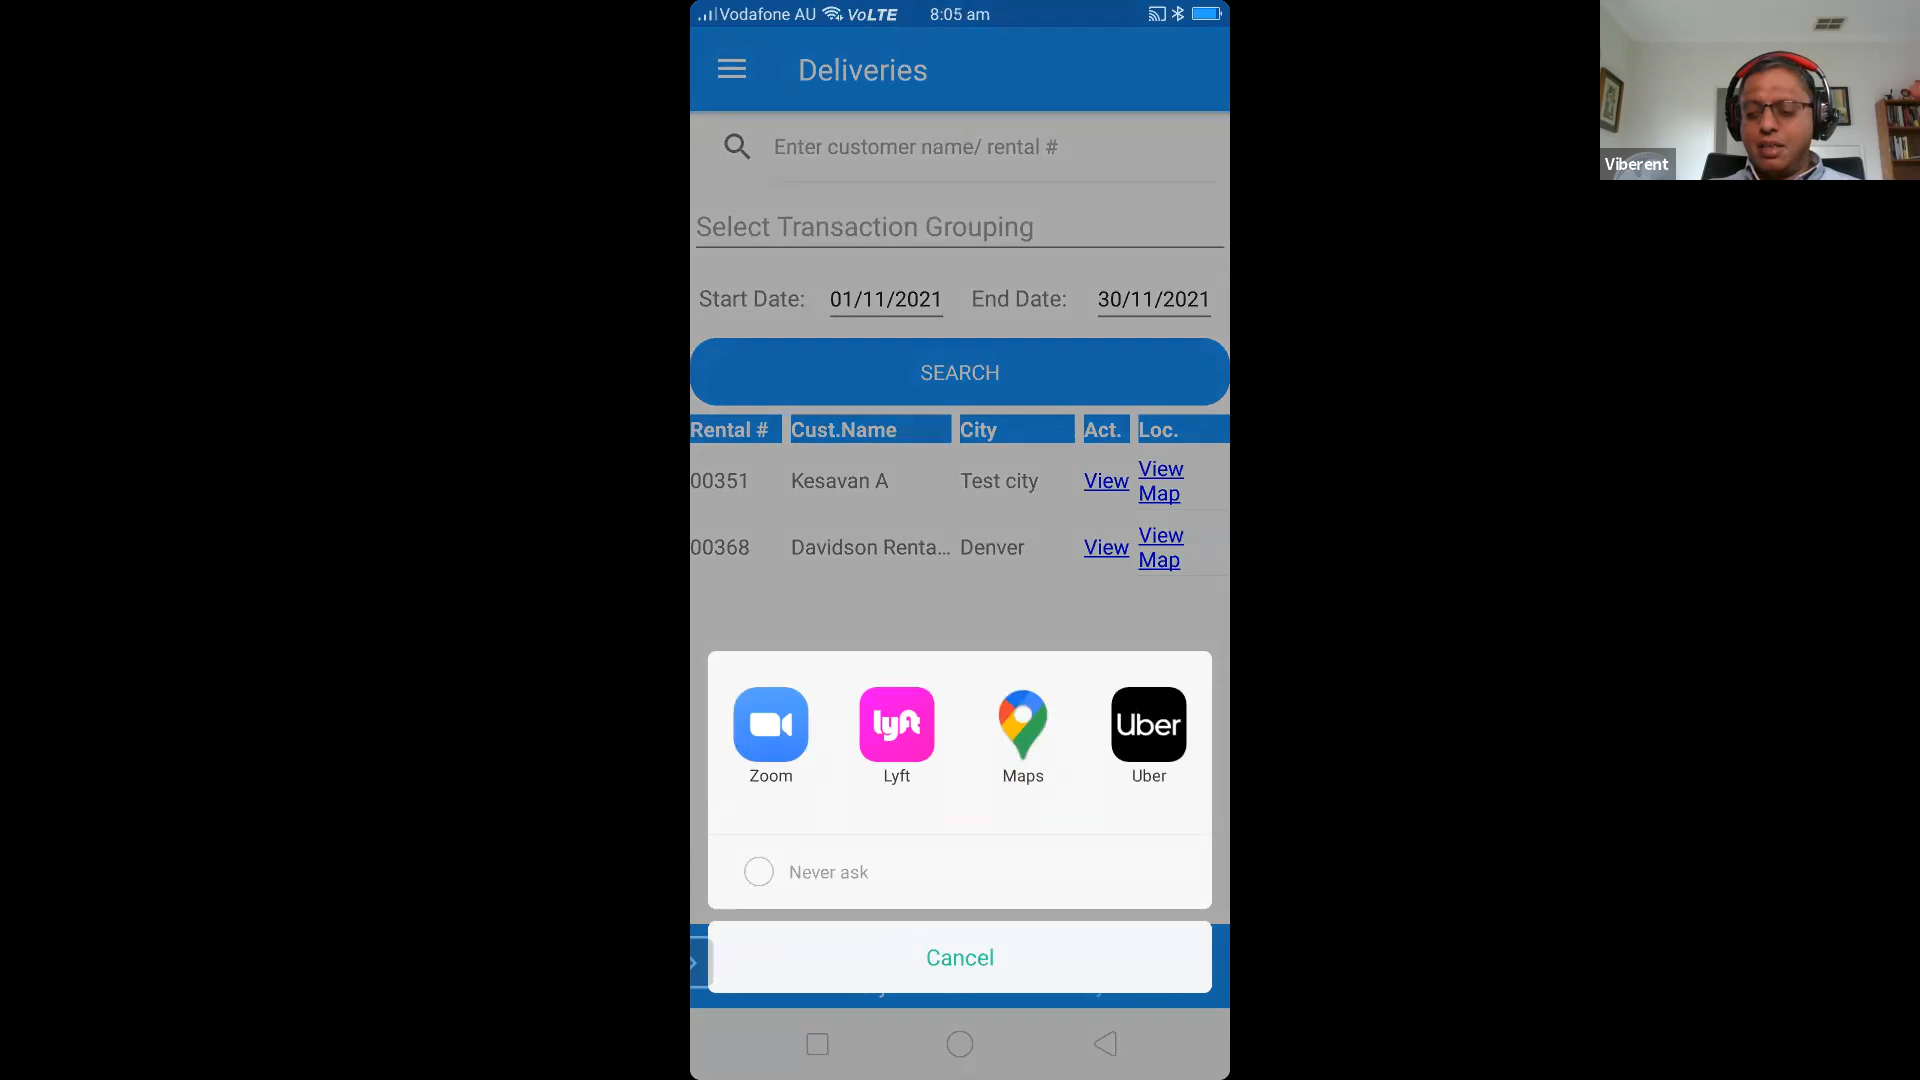 Vodafone AU VoLTE 8:05 am
Deliveries
Enter customer name/ rental #
Select Transaction Grouping
Start Date: 01/11/2021 End Date: 30/11/2021
SEARCH
Rental # Cust.Name City Act. Loc.
00351 Kesavan A Test city View View Map
00368 Davidson Renta... Denver View View Map
Zoom
lyft
Lyft
Maps
Uber
Uber
Never ask
Cancel
Viberent